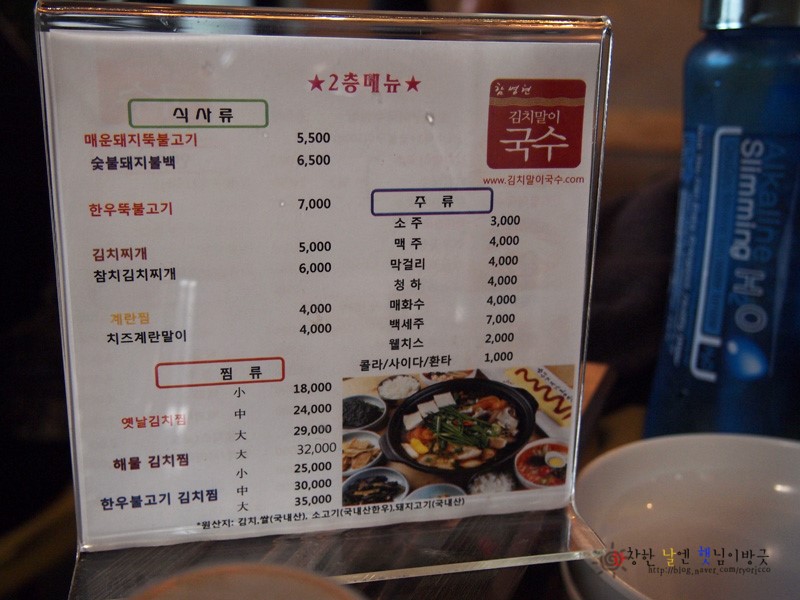 ★2층메뉴★
참생현
김치말이
국수
www.김치말이국수.com
식사류
매운돼지뚝불고기 5,500
숯불돼지불백 6,500
한우뚝불고기 7,000
김치찌개 5,000
참치김치찌개 6,000
계란찜 4,000
치즈계란말이 4,000
찜 류
옛날김치찜
小 18,000
中 24,000
大 29,000
해물 김치찜 大 32,000
한우불고기 김치찜
小 25,000
中 30,000
大 35,000
주 류
소 주 3,000
맥 주 4,000
막걸리 4,000
청 하 4,000
매화수 4,000
백세주 7,000
웰치스 2,000
콜라/사이다/환타 1,000
*원산지: 김치,쌀(국내산), 소고기(국내산한우),돼지고기(국내산)
Alkaline
Slimming H2O
창한 날엔 햇님이방긋
http://blog.naver.com/ryoricco